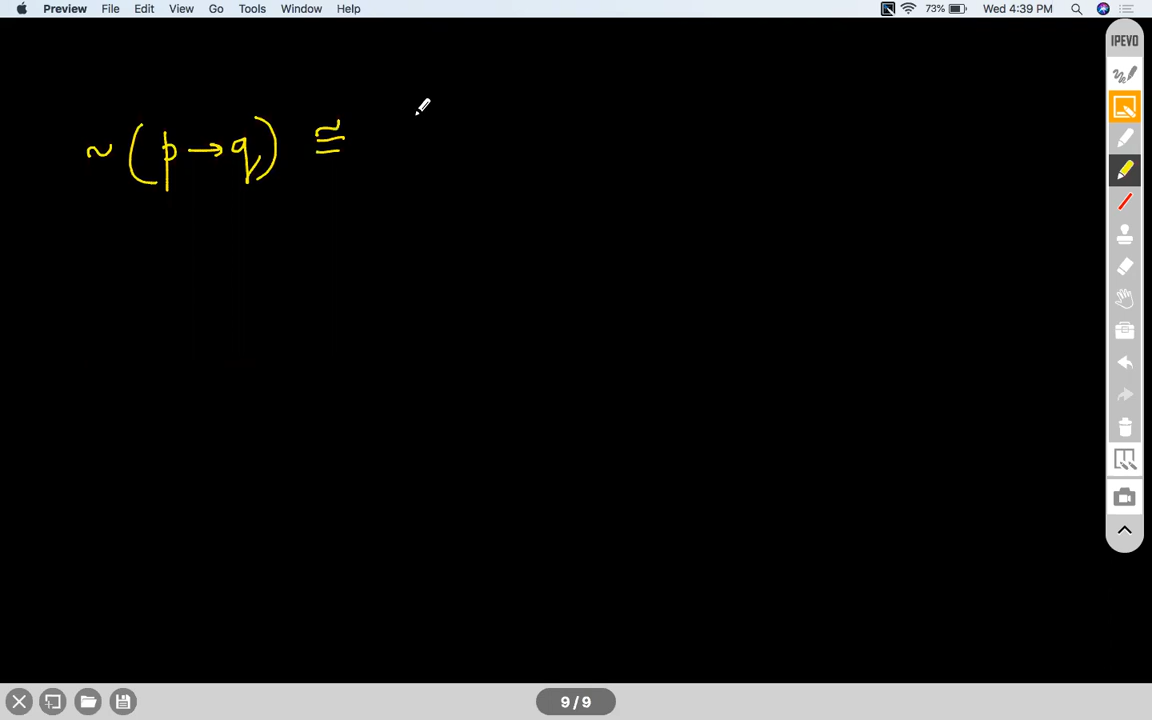 Preview File Edit View Go Tools Window Help 73% Wed 4:39 PM
IPEVO
~ ( p → q ) ≅
9 / 9